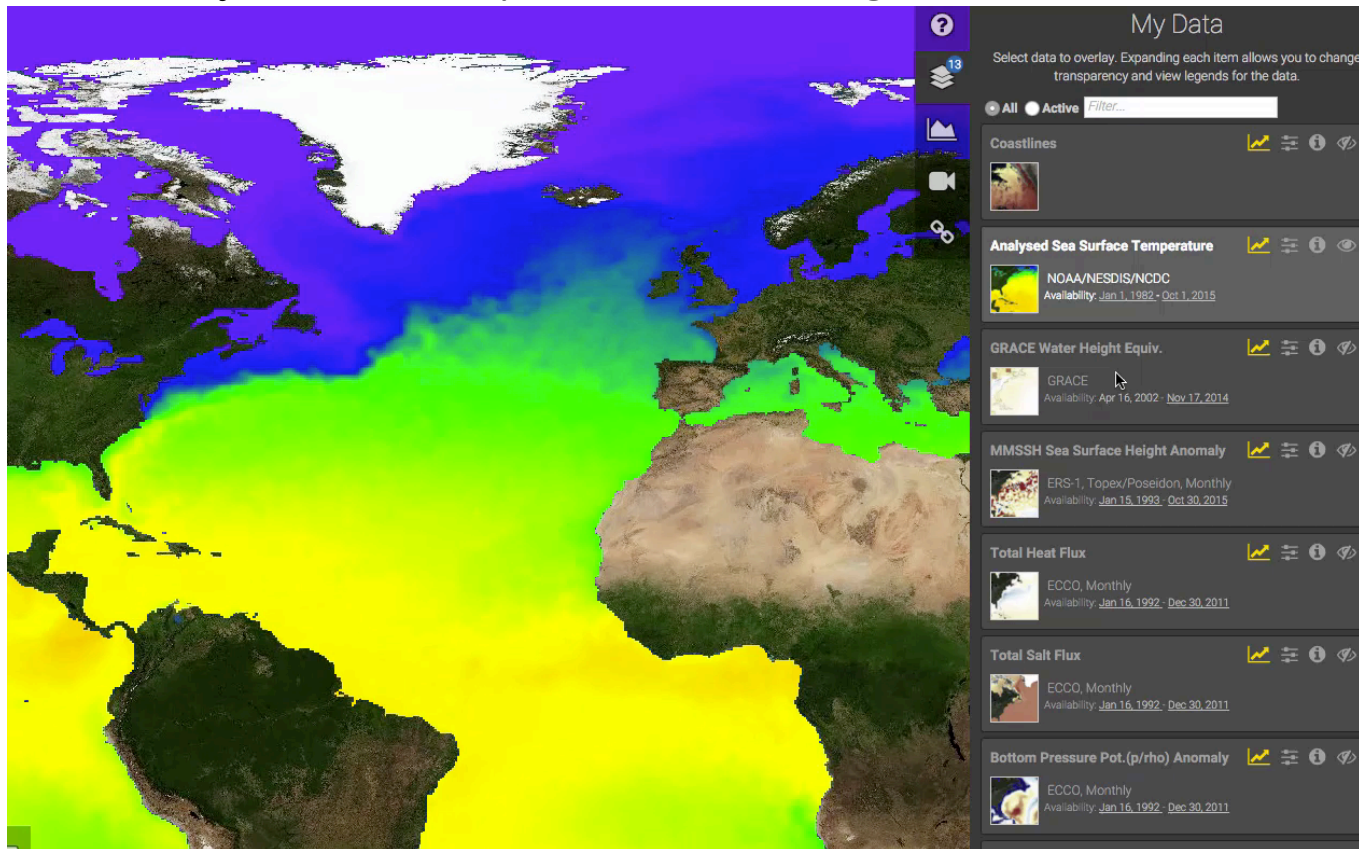 13
My Data
Select data to overlay. Expanding each item allows you to change
transparency and view legends for the data.
All Active Filter...
Coastlines
Analysed Sea Surface Temperature
NOAA/NESDIS/NCDC
Availability: Jan 1, 1982 - Oct 1, 2015
GRACE Water Height Equiv.
GRACE
Availability: Apr 16, 2002 - Nov 17, 2014
MMSSH Sea Surface Height Anomaly
ERS-1, Topex/Poseidon, Monthly
Availability: Jan 15, 1993 - Oct 30, 2015
Total Heat Flux
ECCO, Monthly
Availability: Jan 16, 1992 - Dec 30, 2011
Total Salt Flux
ECCO, Monthly
Availability: Jan 16, 1992 - Dec 30, 2011
Bottom Pressure Pot.(p/rho) Anomaly
ECCO, Monthly
Availability: Jan 16, 1992 - Dec 30, 2011